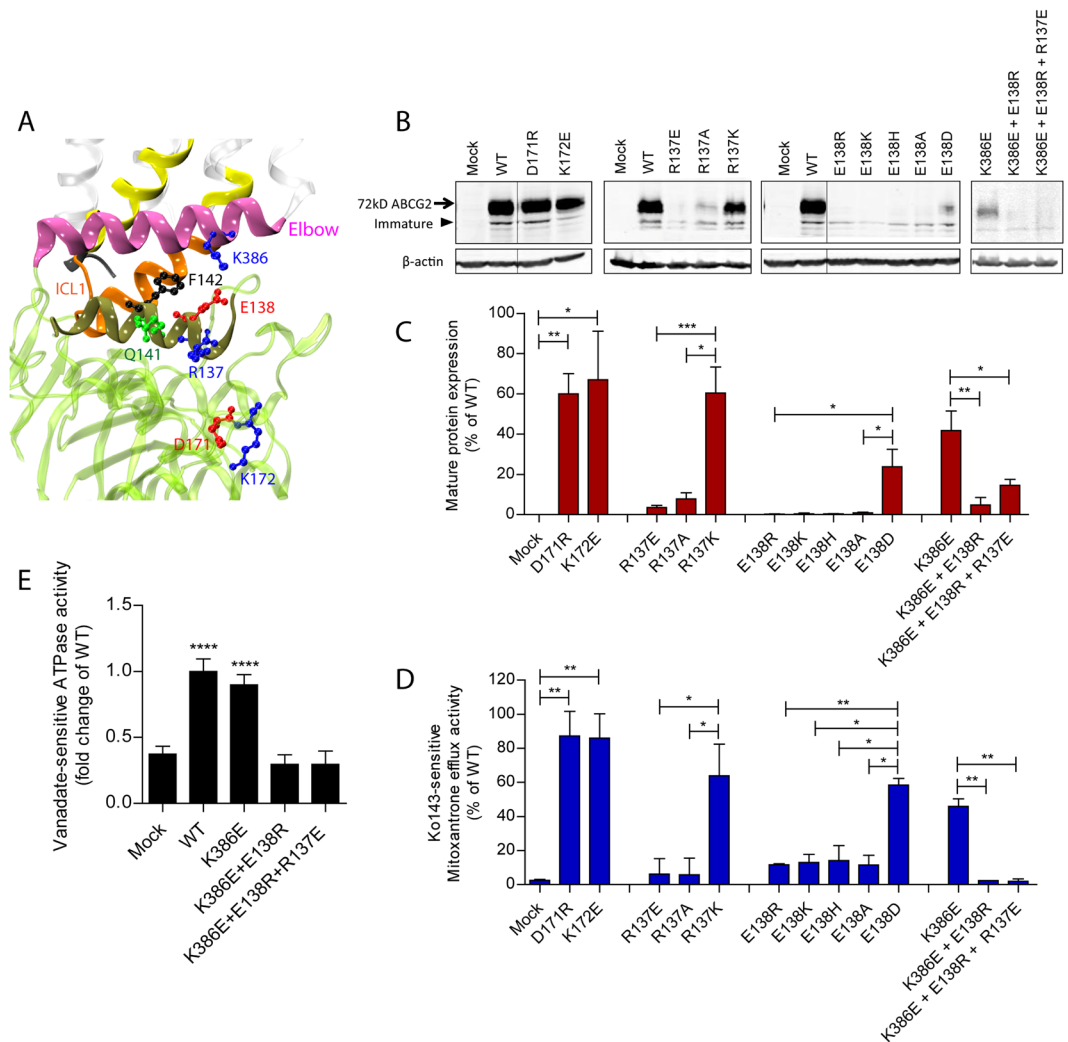 A
Elbow
K386
ICL1
F142
E138
Q141
R137
D171
K172
B
Mock
WT
D171R
K172E
Mock
WT
R137E
R137A
R137K
Mock
WT
E138R
E138K
E138H
E138A
E138D
K386E
K386E + E138R
K386E + E138R + R137E
72kD ABCG2
Immature
β-actin
C
Mature protein expression
(% of WT)
100
80
60
40
20
0
*
**
***
*
*
*
*
**
Mock
D171R
K172E
R137E
R137A
R137K
E138R
E138K
E138H
E138A
E138D
K386E
K386E + E138R
K386E + E138R + R137E
E
Vanadate-sensitive ATPase activity
(fold change of WT)
1.5
1.0
0.5
0.0
****
****
Mock
WT
K386E
K386E+E138R
K386E+E138R+R137E
D
Ko143-sensitive
Mitoxantrone efflux activity
(% of WT)
120
100
80
60
40
20
0
**
**
*
*
**
*
*
*
**
**
Mock
D171R
K172E
R137E
R137A
R137K
E138R
E138K
E138H
E138A
E138D
K386E
K386E + E138R
K386E + E138R + R137E